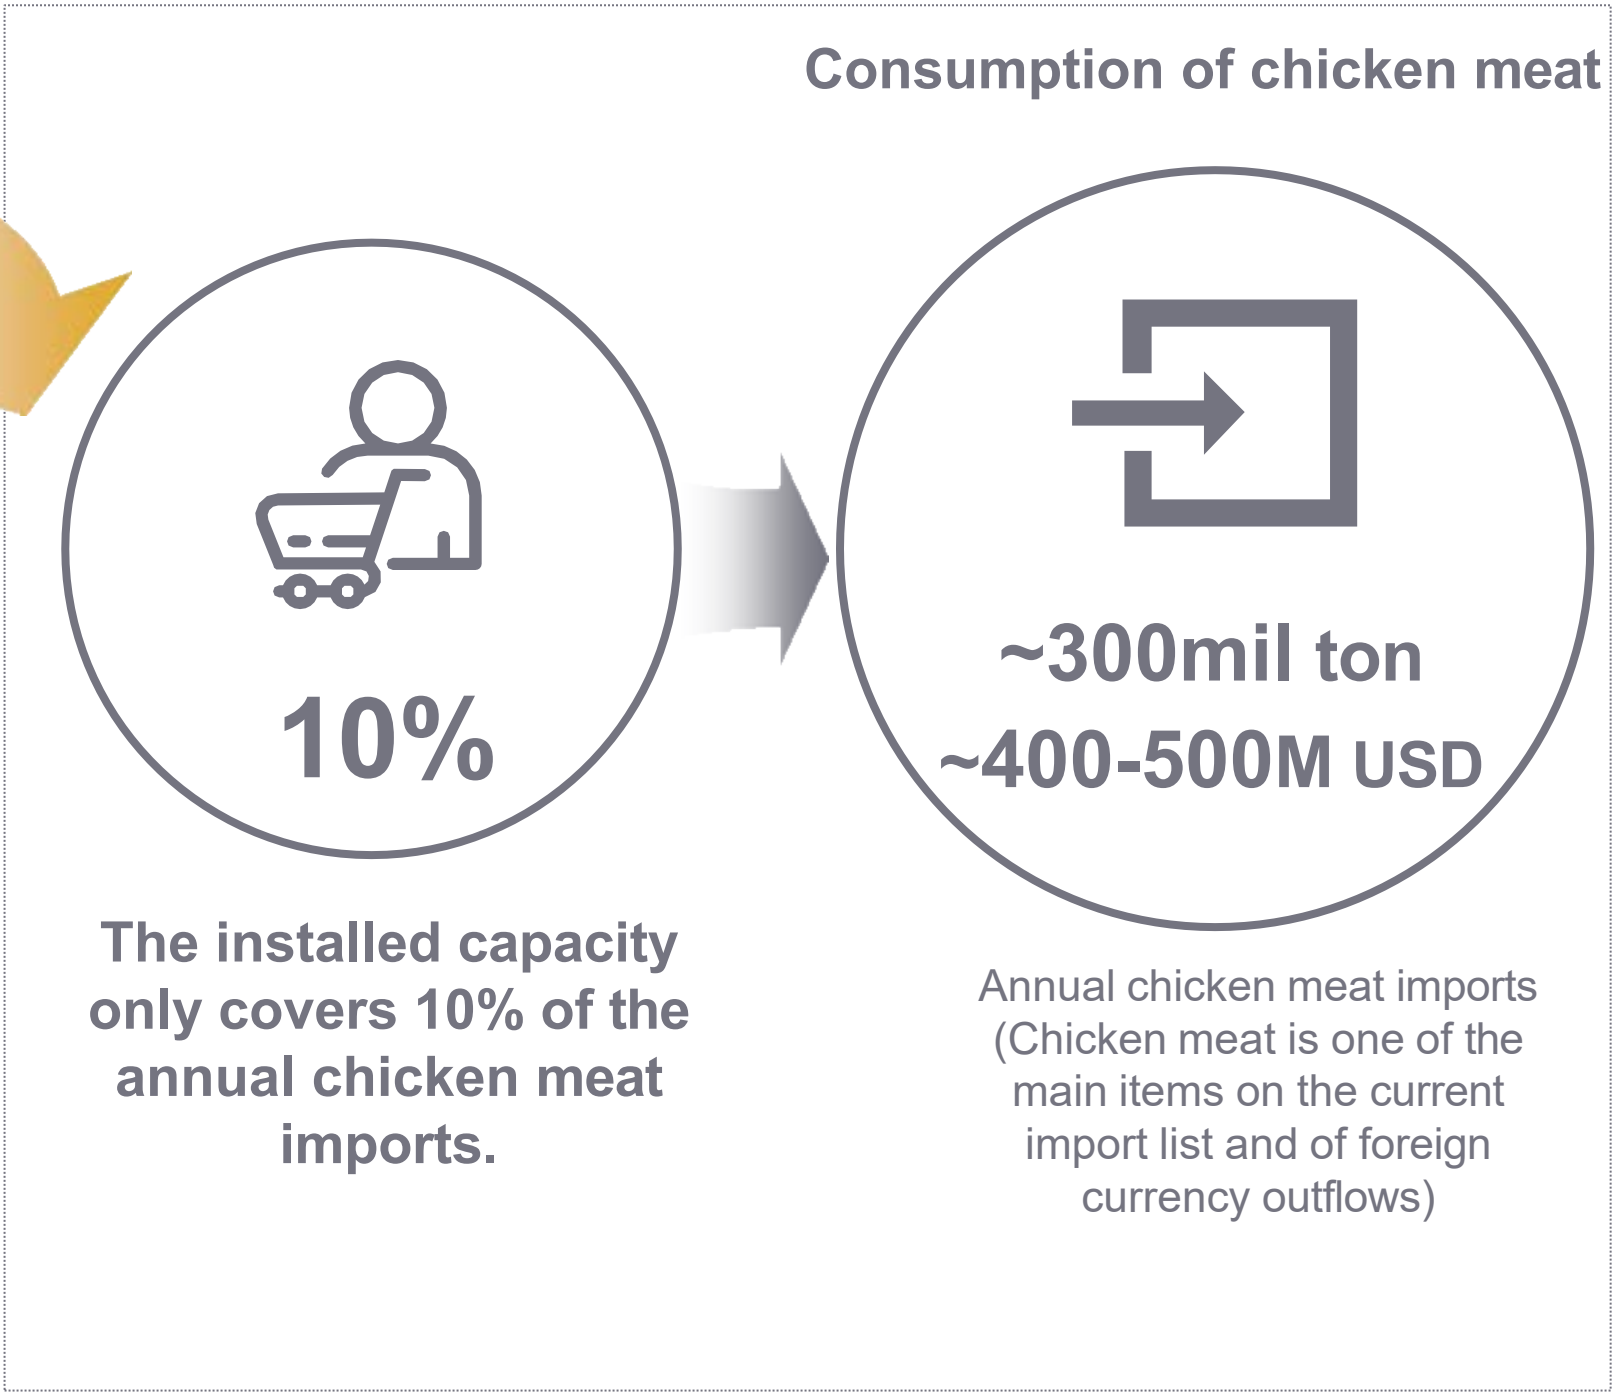 Consumption of chicken meat
10%
The installed capacity
only covers 10% of the
annual chicken meat
imports.
~300mil ton
~400-500M USD
Annual chicken meat imports
(Chicken meat is one of the
main items on the current
import list and of foreign
currency outflows)